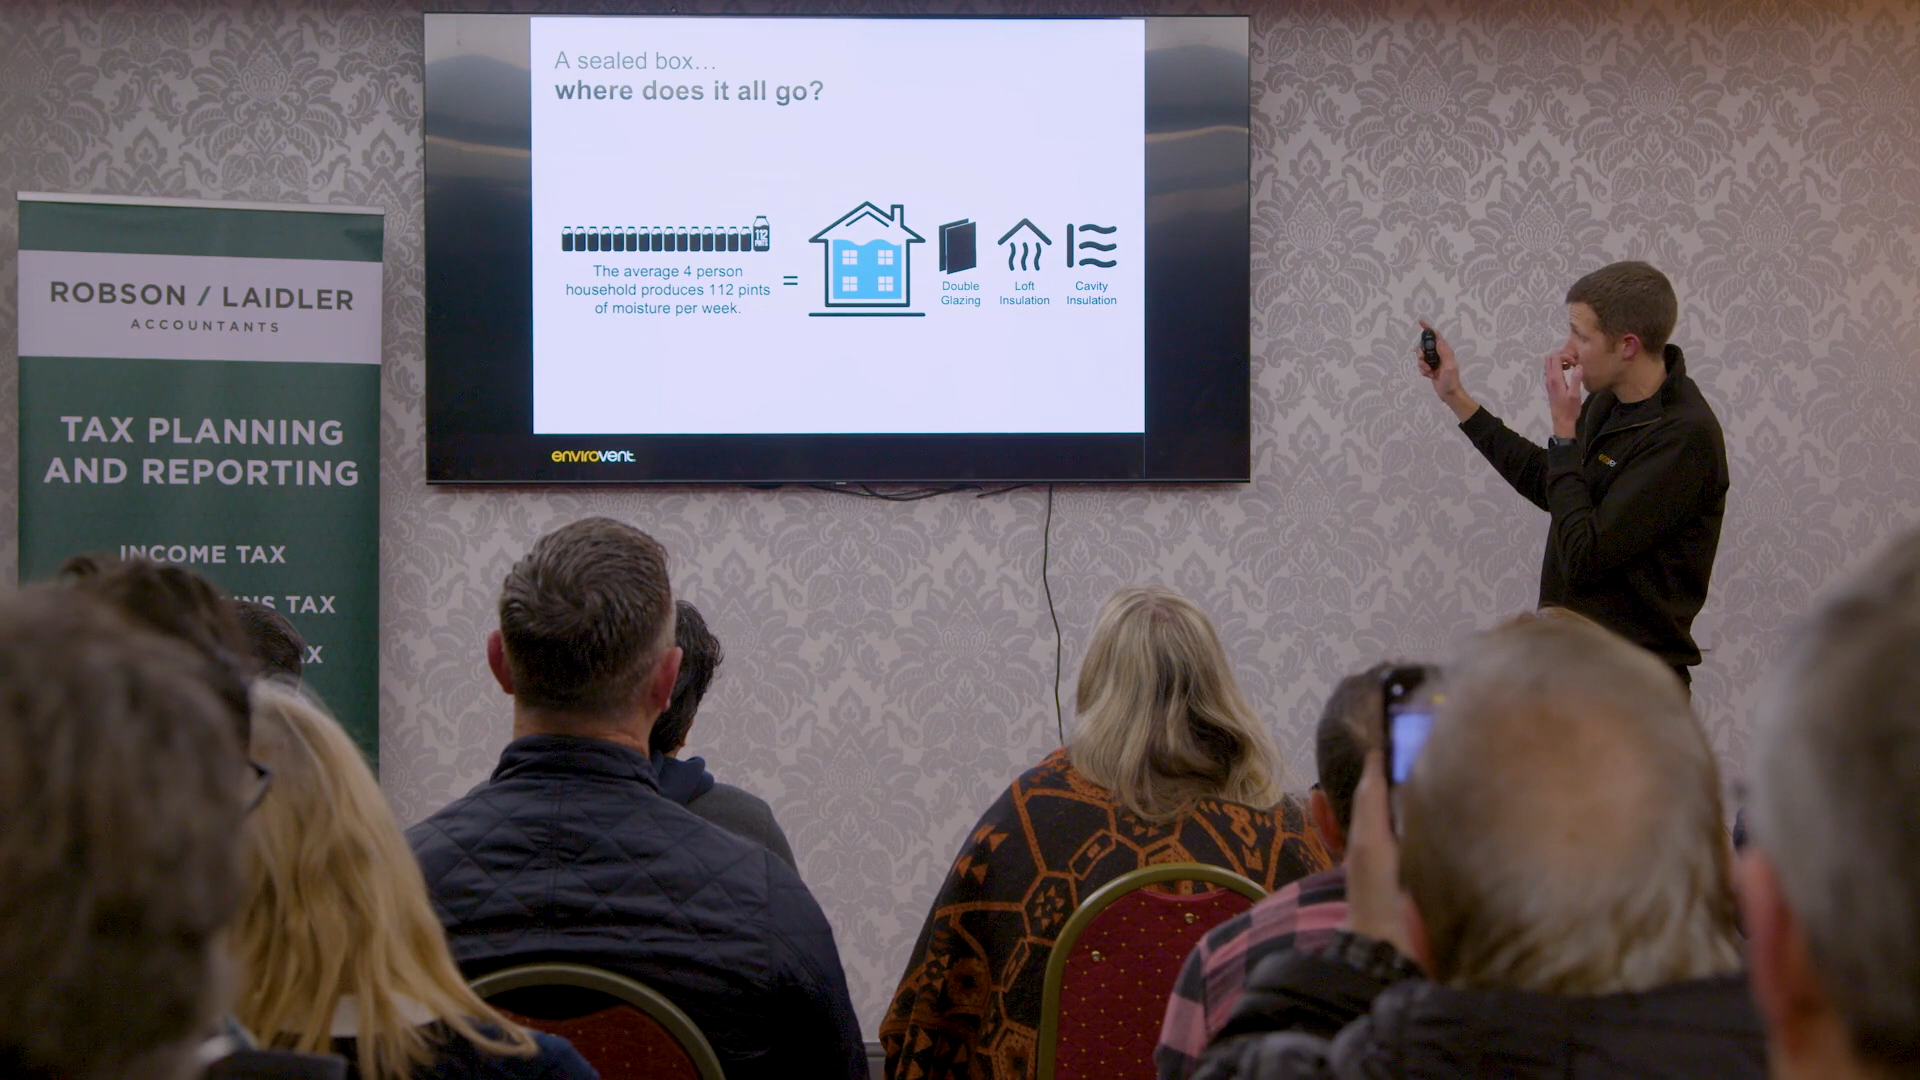 A sealed box...
where does it all go?
112
PINTS
The average 4 person
household produces 112 pints
of moisture per week.
=
Double
Glazing
Loft
Insulation
Cavity
Insulation
envirovent
ROBSON / LAIDLER
ACCOUNTANTS
TAX PLANNING
AND REPORTING
INCOME TAX
TAX